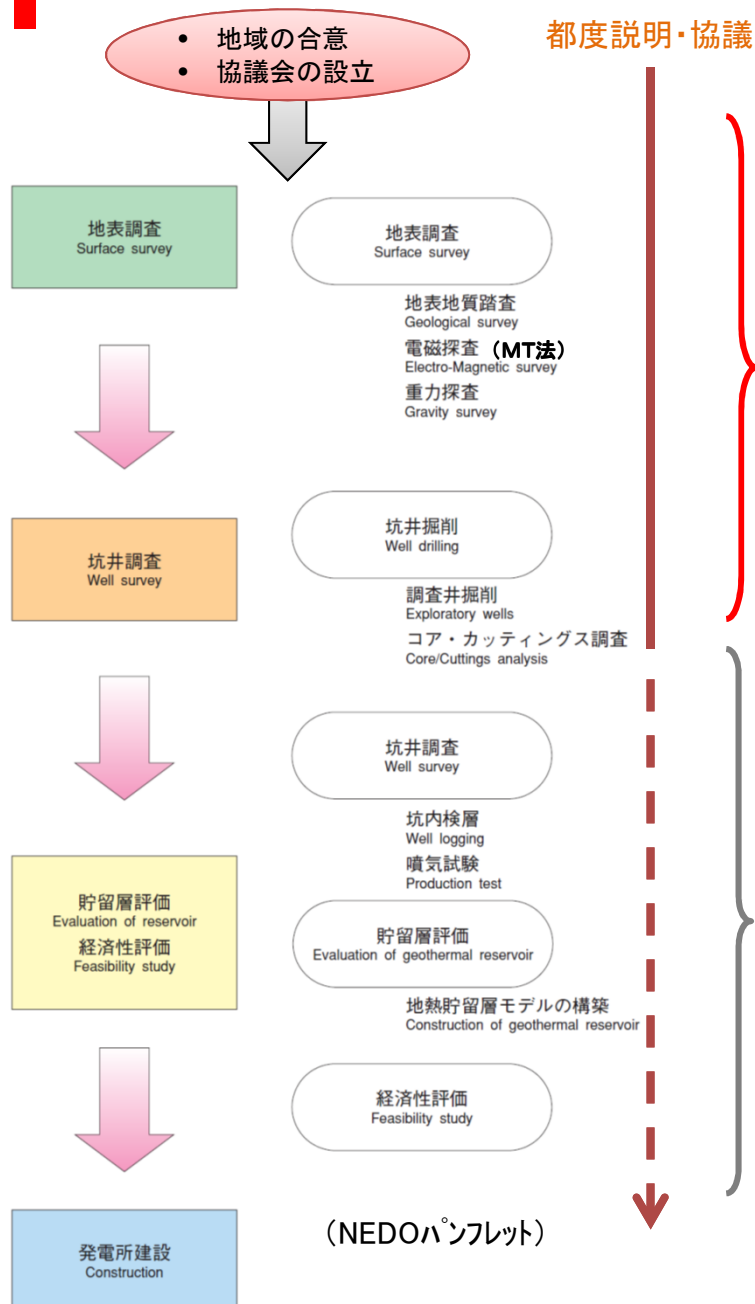 • 地域の合意
• 協議会の設立
都度説明・協議
地表調査
Surface survey
地表調査
Surface survey
地表地質踏査
Geological survey
電磁探査 （MT法）
Electro-Magnetic survey
重力探査
Gravity survey
坑井調査
Well survey
坑井掘削
Well drilling
調査井掘削
Exploratory wells
コア・カッティングス調査
Core/Cuttings analysis
坑井調査
Well survey
坑内検層
Well logging
噴気試験
Production test
貯留層評価
Evaluation of reservoir
経済性評価
Feasibility study
貯留層評価
Evaluation of geothermal reservoir
地熱貯留層モデルの構築
Construction of geothermal reservoir
経済性評価
Feasibility study
発電所建設
Construction
（NEDOパンフレット）